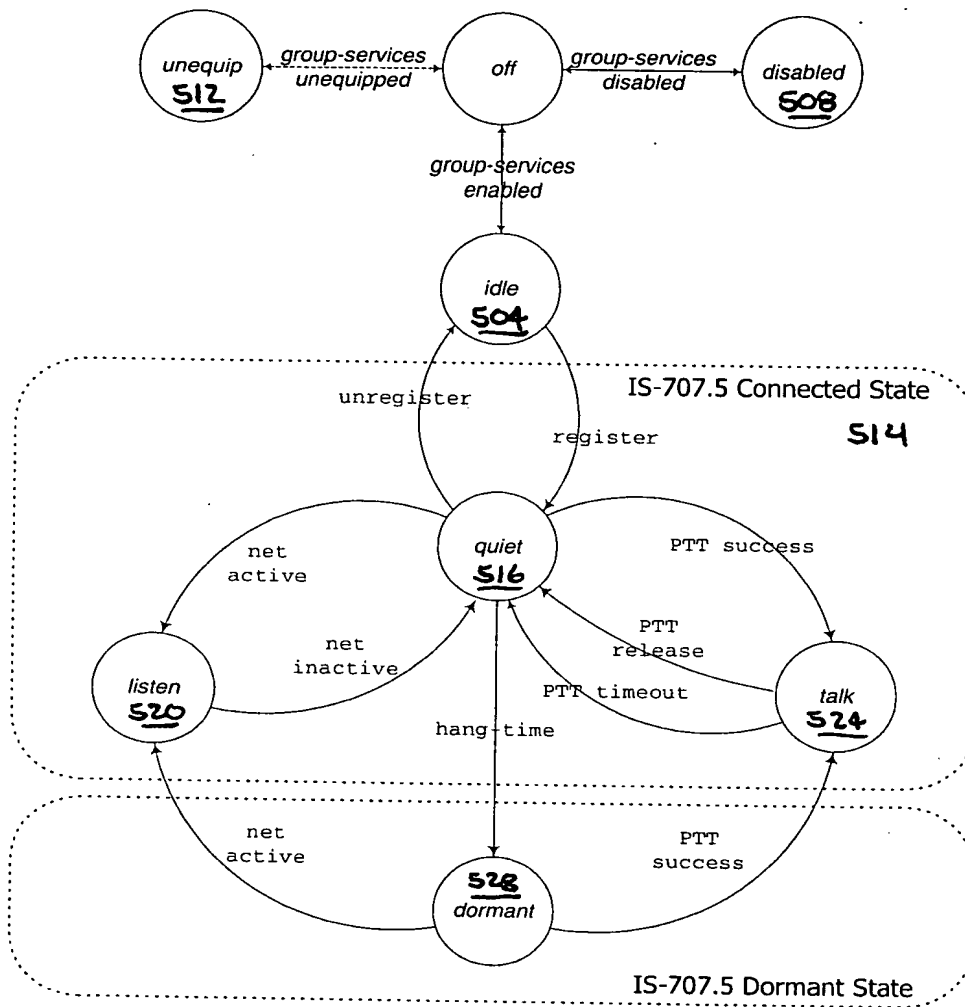 unequip
512
group-services
unequipped
off
group-services
disabled
disabled
508
group-services
enabled
idle
504
IS-707.5 Connected State
514
unregister
register
quiet
516
net
active
PTT success
net
inactive
PTT
release
PTT timeout
listen
520
talk
524
hang-time
net
active
PTT
success
528
dormant
IS-707.5 Dormant State